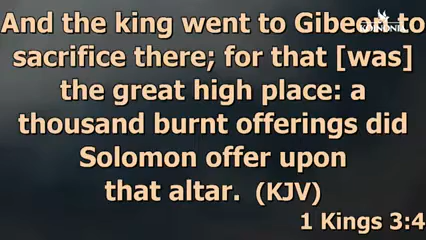 And the king went to Gibeon to
sacrifice there; for that [was]
the great high place: a
thousand burnt offerings did
Solomon offer upon
that altar. (KJV)
1 Kings 3:4